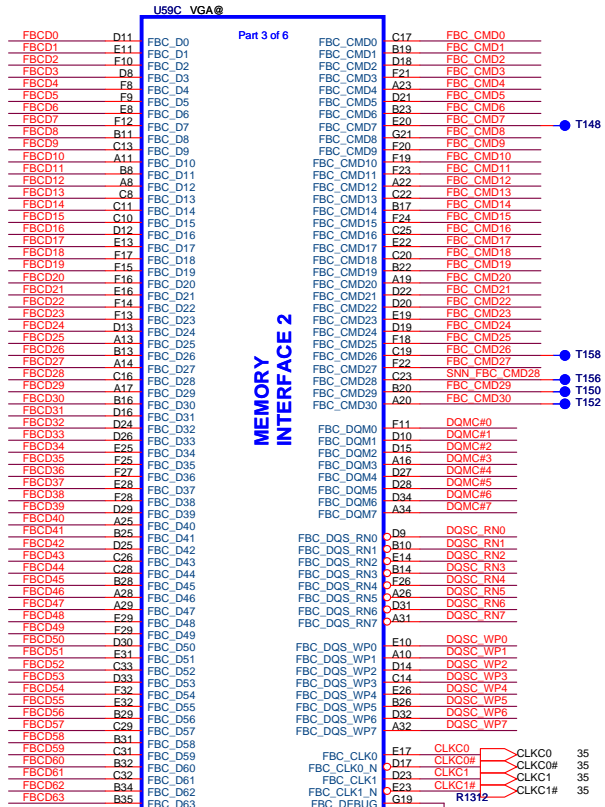 U59C VGA@
Part 3 of 6
MEMORY
INTERFACE 2
FBCD0 D11 FBC_D0
FBCD1 E11 FBC_D1
FBCD2 F10 FBC_D2
FBCD3 D8 FBC_D3
FBCD4 F8 FBC_D4
FBCD5 F9 FBC_D5
FBCD6 E8 FBC_D6
FBCD7 F12 FBC_D7
FBCD8 B11 FBC_D8
FBCD9 C13 FBC_D9
FBCD10 A11 FBC_D10
FBCD11 B8 FBC_D11
FBCD12 A8 FBC_D12
FBCD13 C8 FBC_D13
FBCD14 C11 FBC_D14
FBCD15 C10 FBC_D15
FBCD16 D12 FBC_D16
FBCD17 E13 FBC_D17
FBCD18 F17 FBC_D18
FBCD19 F15 FBC_D19
FBCD20 F16 FBC_D20
FBCD21 E16 FBC_D21
FBCD22 F14 FBC_D22
FBCD23 F13 FBC_D23
FBCD24 D13 FBC_D24
FBCD25 A13 FBC_D25
FBCD26 B13 FBC_D26
FBCD27 A14 FBC_D27
FBCD28 C16 FBC_D28
FBCD29 A17 FBC_D29
FBCD30 B16 FBC_D30
FBCD31 D16 FBC_D31
FBCD32 D24 FBC_D32
FBCD33 D26 FBC_D33
FBCD34 E25 FBC_D34
FBCD35 F25 FBC_D35
FBCD36 F27 FBC_D36
FBCD37 E28 FBC_D37
FBCD38 F28 FBC_D38
FBCD39 D29 FBC_D39
FBCD40 A25 FBC_D40
FBCD41 B25 FBC_D41
FBCD42 D25 FBC_D42
FBCD43 C26 FBC_D43
FBCD44 C28 FBC_D44
FBCD45 B28 FBC_D45
FBCD46 A28 FBC_D46
FBCD47 A29 FBC_D47
FBCD48 E29 FBC_D48
FBCD49 F29 FBC_D49
FBCD50 D30 FBC_D50
FBCD51 E31 FBC_D51
FBCD52 C33 FBC_D52
FBCD53 D33 FBC_D53
FBCD54 F32 FBC_D54
FBCD55 E32 FBC_D55
FBCD56 B29 FBC_D56
FBCD57 C29 FBC_D57
FBCD58 B31 FBC_D58
FBCD59 C31 FBC_D59
FBCD60 B32 FBC_D60
FBCD61 C32 FBC_D61
FBCD62 B34 FBC_D62
FBCD63 B35 FBC_D63
FBC_CMD0 C17 FBC_CMD0
FBC_CMD1 B19 FBC_CMD1
FBC_CMD2 D18 FBC_CMD2
FBC_CMD3 F21 FBC_CMD3
FBC_CMD4 A23 FBC_CMD4
FBC_CMD5 D21 FBC_CMD5
FBC_CMD6 B23 FBC_CMD6
FBC_CMD7 E20 FBC_CMD7 T148
FBC_CMD8 G21 FBC_CMD8
FBC_CMD9 F20 FBC_CMD9
FBC_CMD10 F19 FBC_CMD10
FBC_CMD11 F23 FBC_CMD11
FBC_CMD12 A22 FBC_CMD12
FBC_CMD13 C22 FBC_CMD13
FBC_CMD14 B17 FBC_CMD14
FBC_CMD15 F24 FBC_CMD15
FBC_CMD16 C25 FBC_CMD16
FBC_CMD17 E22 FBC_CMD17
FBC_CMD18 C20 FBC_CMD18
FBC_CMD19 B22 FBC_CMD19
FBC_CMD20 A19 FBC_CMD20
FBC_CMD21 D22 FBC_CMD21
FBC_CMD22 D20 FBC_CMD22
FBC_CMD23 E19 FBC_CMD23
FBC_CMD24 D19 FBC_CMD24
FBC_CMD25 F18 FBC_CMD25
FBC_CMD26 C19 FBC_CMD26 T158
FBC_CMD27 F22 FBC_CMD27
FBC_CMD28 C23 SNN_FBC_CMD28 T156
FBC_CMD29 B20 FBC_CMD29 T150
FBC_CMD30 A20 FBC_CMD30 T152
FBC_DQM0 F11 DQMC#0
FBC_DQM1 D10 DQMC#1
FBC_DQM2 D15 DQMC#2
FBC_DQM3 A16 DQMC#3
FBC_DQM4 D27 DQMC#4
FBC_DQM5 D28 DQMC#5
FBC_DQM6 D34 DQMC#6
FBC_DQM7 A34 DQMC#7
FBC_DQS_RN0 D9 DQSC_RN0
FBC_DQS_RN1 B10 DQSC_RN1
FBC_DQS_RN2 E14 DQSC_RN2
FBC_DQS_RN3 B14 DQSC_RN3
FBC_DQS_RN4 F26 DQSC_RN4
FBC_DQS_RN5 A26 DQSC_RN5
FBC_DQS_RN6 D31 DQSC_RN6
FBC_DQS_RN7 A31 DQSC_RN7
FBC_DQS_WP0 E10 DQSC_WP0
FBC_DQS_WP1 A10 DQSC_WP1
FBC_DQS_WP2 D14 DQSC_WP2
FBC_DQS_WP3 C14 DQSC_WP3
FBC_DQS_WP4 E26 DQSC_WP4
FBC_DQS_WP5 B26 DQSC_WP5
FBC_DQS_WP6 D32 DQSC_WP6
FBC_DQS_WP7 A32 DQSC_WP7
FBC_CLK0 E17 CLKC0 CLKC0 35
FBC_CLK0_N D17 CLKC0# CLKC0# 35
FBC_CLK1 D23 CLKC1 CLKC1 35
FBC_CLK1_N E23 CLKC1# CLKC1# 35
FBC_DEBUG G19 R1312